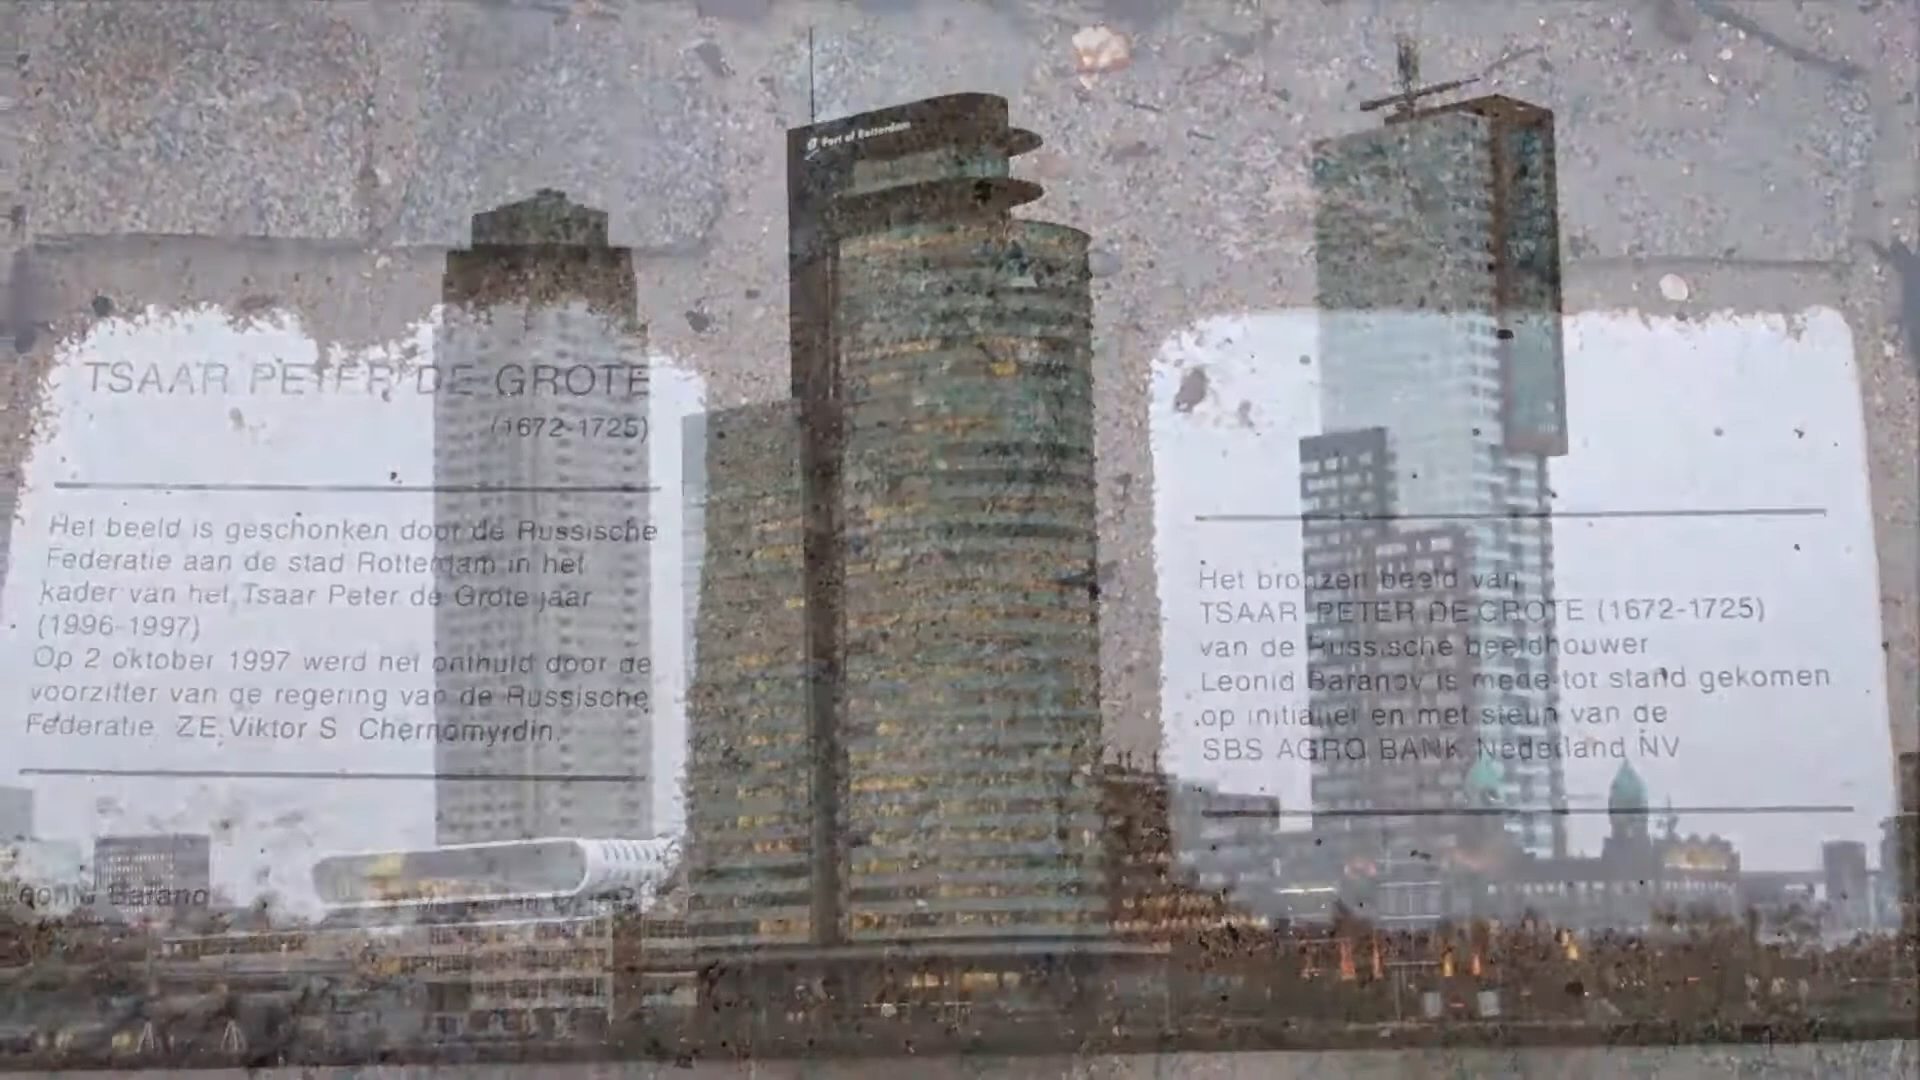 Port of Rotterdam
TSAAR PETER DE GROTE
(1672-1725)
Het beeld is geschonken door de Russische
Federatie aan de stad Rotterdam in het
kader van het Tsaar Peter de Grote jaar
(1996-1997)
Op 2 oktober 1997 werd het onthuld door de
voorzitter van de regering van de Russische
Federatie ZE Viktor S Chernomyrdin.
Leonid Barano
Het bronzen beeld van
TSAAR PETER DE GROTE (1672-1725)
van de Russische beeldhouwer
Leonid Baranov is mede tot stand gekomen
op initiatief en met steun van de
SBS AGRO BANK Nederland NV